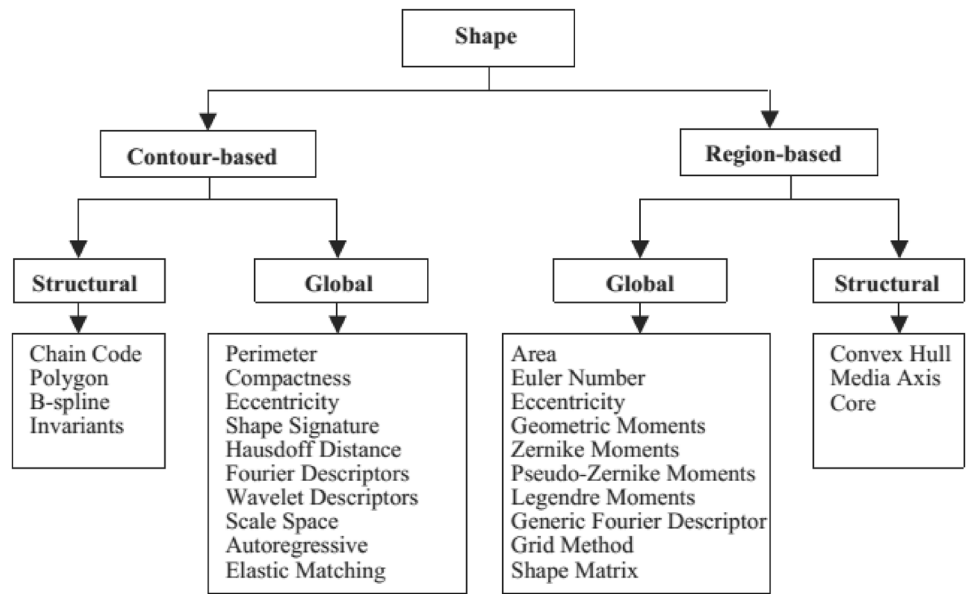 Shape
Contour-based
Region-based
Structural
Global
Global
Structural
Chain Code
Polygon
B-spline
Invariants
Perimeter
Compactness
Eccentricity
Shape Signature
Hausdoff Distance
Fourier Descriptors
Wavelet Descriptors
Scale Space
Autoregressive
Elastic Matching
Area
Euler Number
Eccentricity
Geometric Moments
Zernike Moments
Pseudo-Zernike Moments
Legendre Moments
Generic Fourier Descriptor
Grid Method
Shape Matrix
Convex Hull
Media Axis
Core